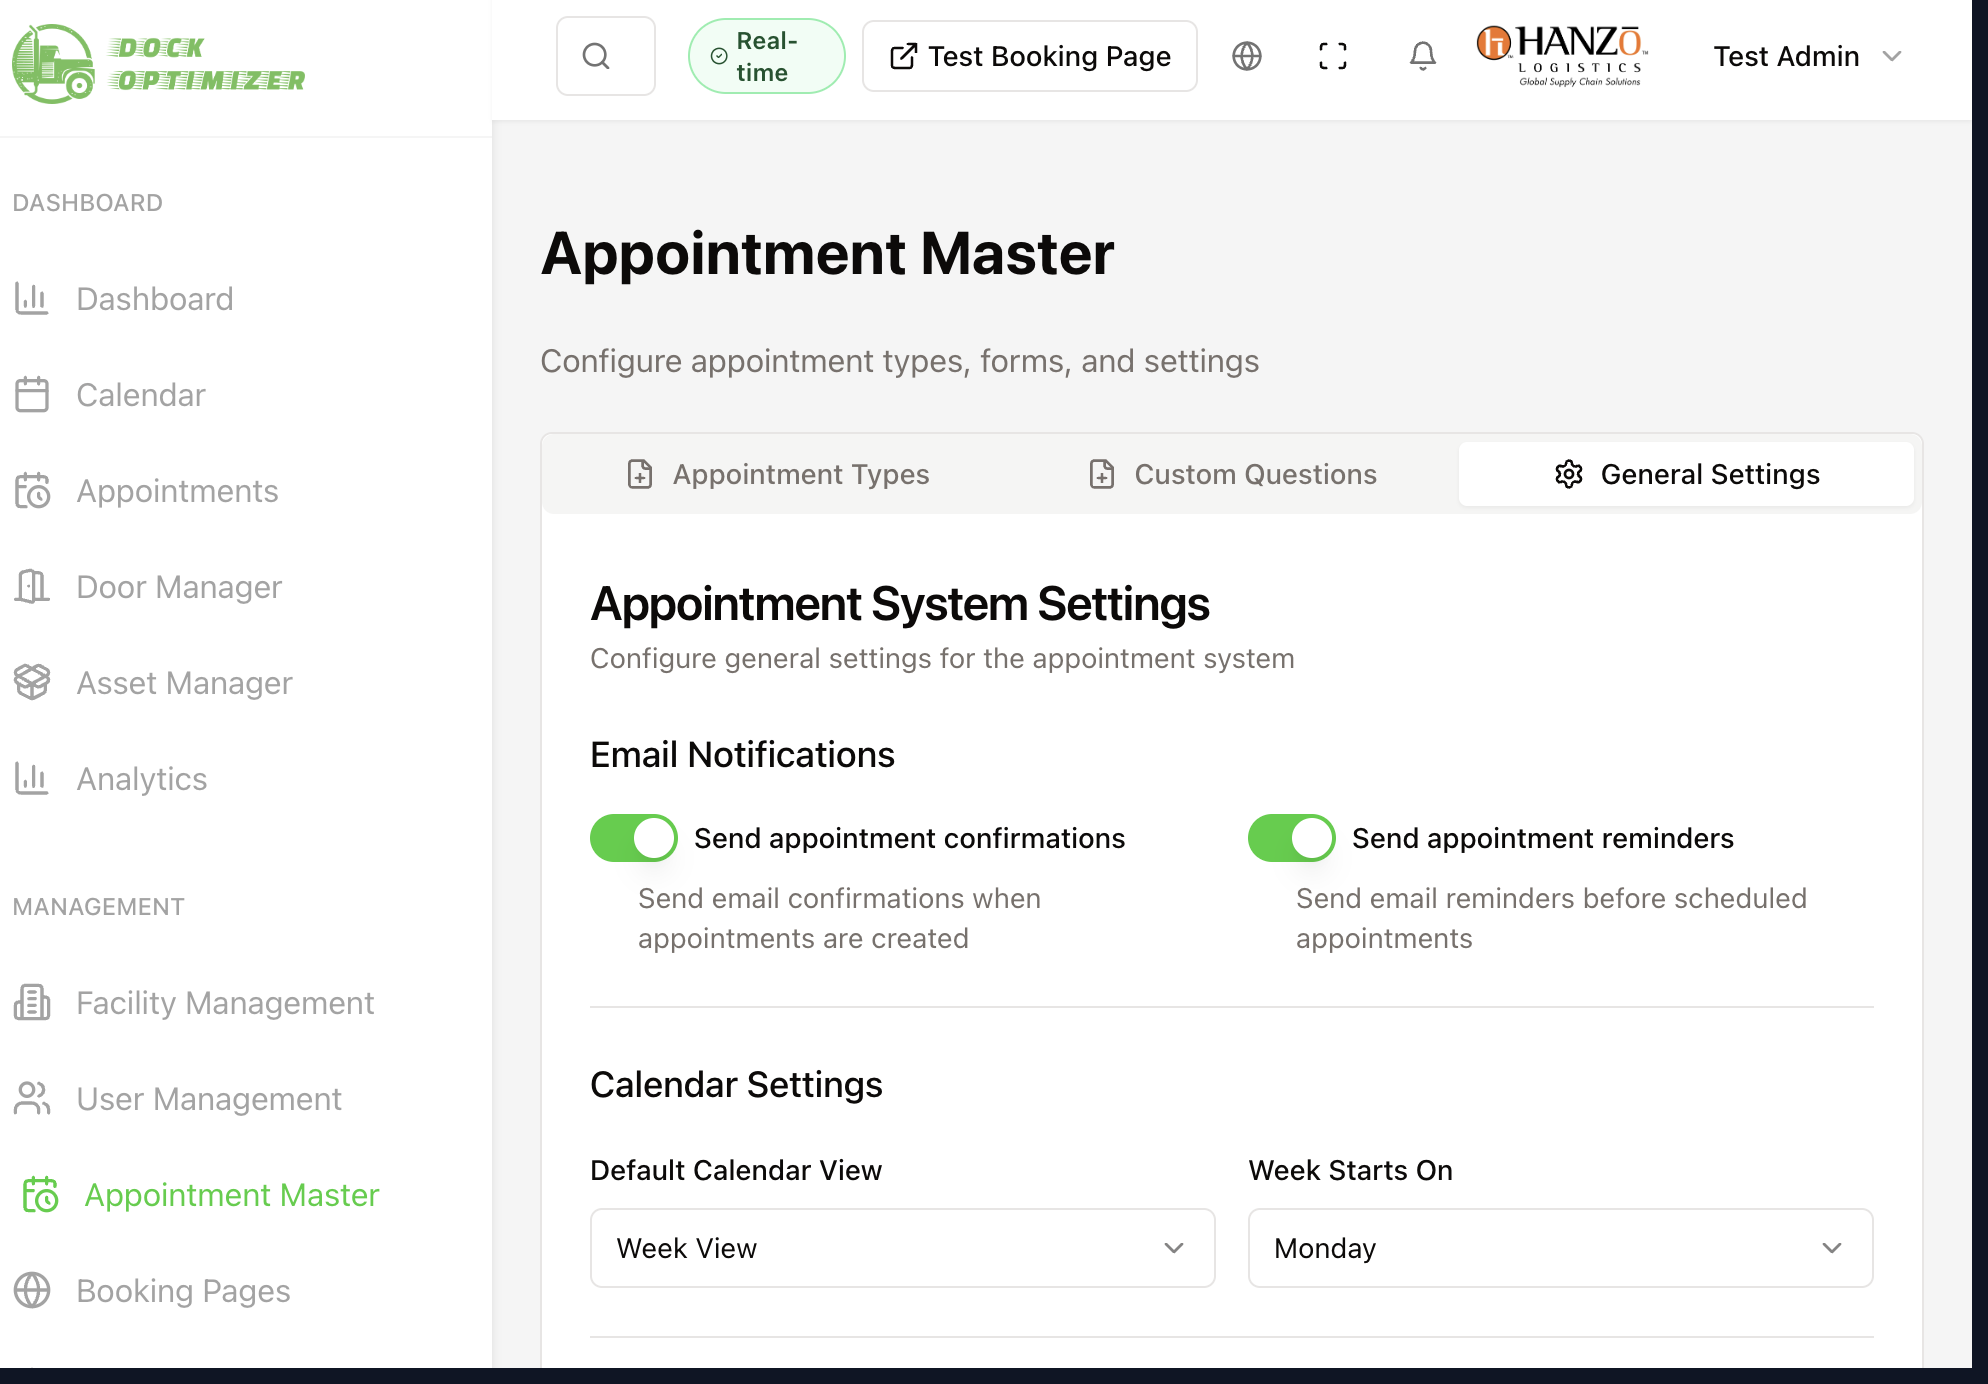 DOCK
OPTIMIZER
Real-
time
Test Booking Page
HANZŌ
LOGISTICS
Global Supply Chain Solutions
Test Admin
DASHBOARD
Dashboard
Calendar
Appointments
Door Manager
Asset Manager
Analytics
MANAGEMENT
Facility Management
User Management
Appointment Master
Booking Pages
Appointment Master
Configure appointment types, forms, and settings
Appointment Types
Custom Questions
General Settings
Appointment System Settings
Configure general settings for the appointment system
Email Notifications
Send appointment confirmations
Send email confirmations when
appointments are created
Send appointment reminders
Send email reminders before scheduled
appointments
Calendar Settings
Default Calendar View
Week View
Week Starts On
Monday